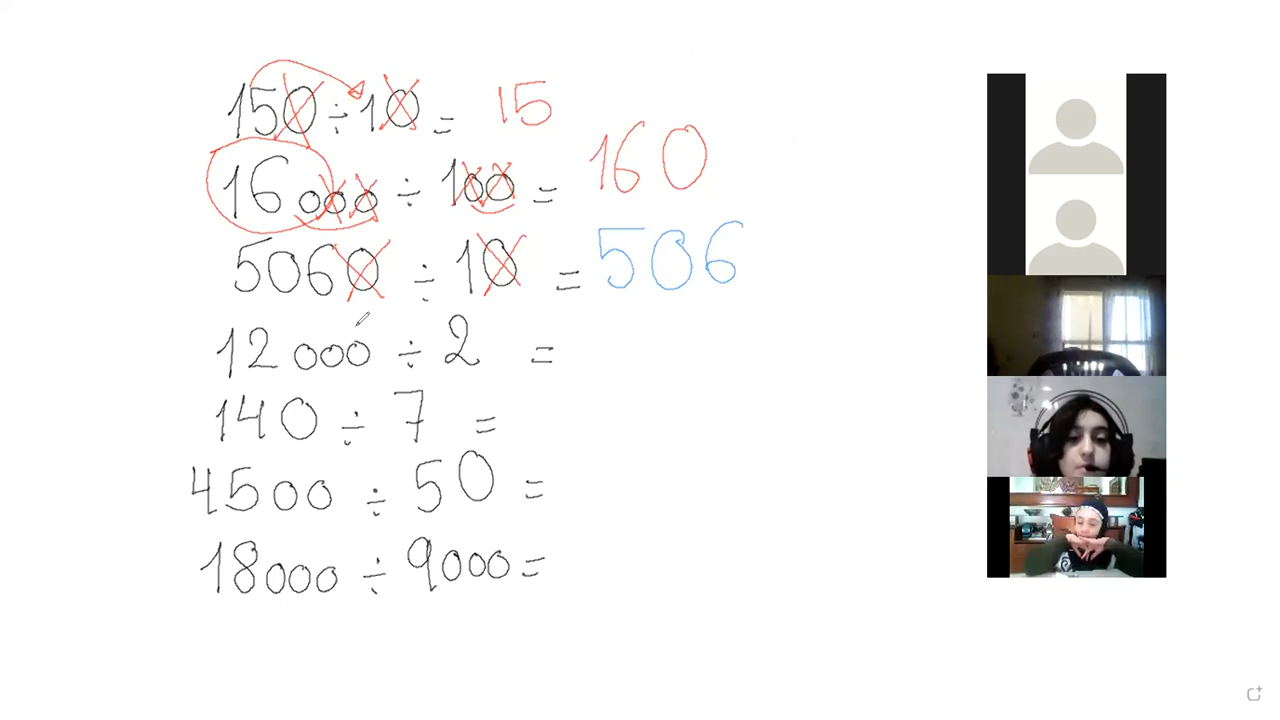 150 ÷ 10 = 15
16000 ÷ 100 = 160
5060 ÷ 10 = 506
12000 ÷ 2 =
140 ÷ 7 =
4500 ÷ 50 =
18000 ÷ 9000 =